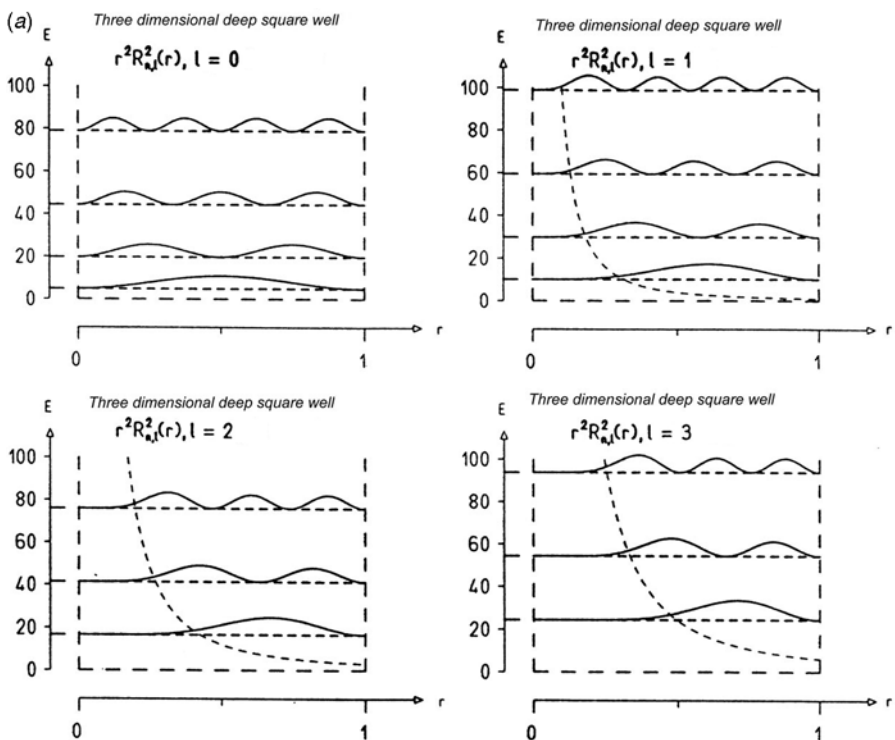 (a)
Three dimensional deep square well
E
r²R²ₙ,ₗ(r), l = 0
100
80
60
40
20
0
r
0
1
Three dimensional deep square well
E
r²R²ₙ,ₗ(r), l = 1
100
80
60
40
20
0
r
0
1
Three dimensional deep square well
E
r²R²ₙ,ₗ(r), l = 2
100
80
60
40
20
0
r
0
1
Three dimensional deep square well
E
r²R²ₙ,ₗ(r), l = 3
100
80
60
40
20
0
r
0
1